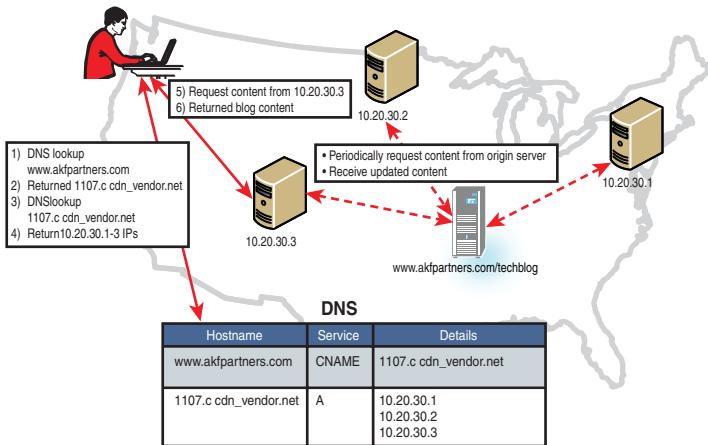 5) Request content from 10.20.30.3
6) Returned blog content
10.20.30.2
1) DNS lookup
www.akfpartners.com
2) Returned 1107.c cdn_vendor.net
3) DNSlookup
1107.c cdn_vendor.net
4) Return10.20.30.1-3 IPs
• Periodically request content from origin server
• Receive updated content
10.20.30.1
10.20.30.3
www.akfpartners.com/techblog
DNS
Hostname Service Details
www.akfpartners.com CNAME 1107.c cdn_vendor.net
1107.c cdn_vendor.net A 10.20.30.1
10.20.30.2
10.20.30.3